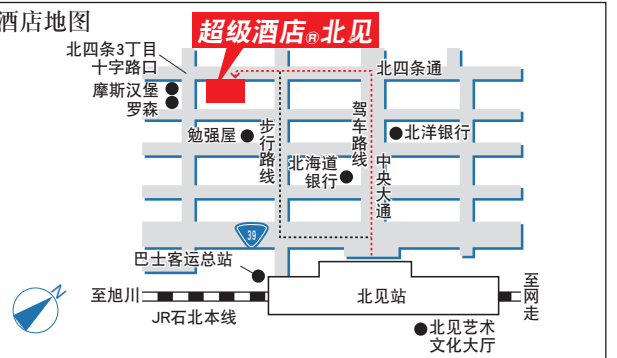 酒店地图
超级酒店®北见
北四条3丁目
十字路口
北四条通
摩斯汉堡
罗森
勉强屋
步行路线
驾车路线
北洋银行
北海道
银行
中央大通
39
巴士客运总站
N
至旭川
JR石北本线
北见站
至网走
北见艺术
文化大厅